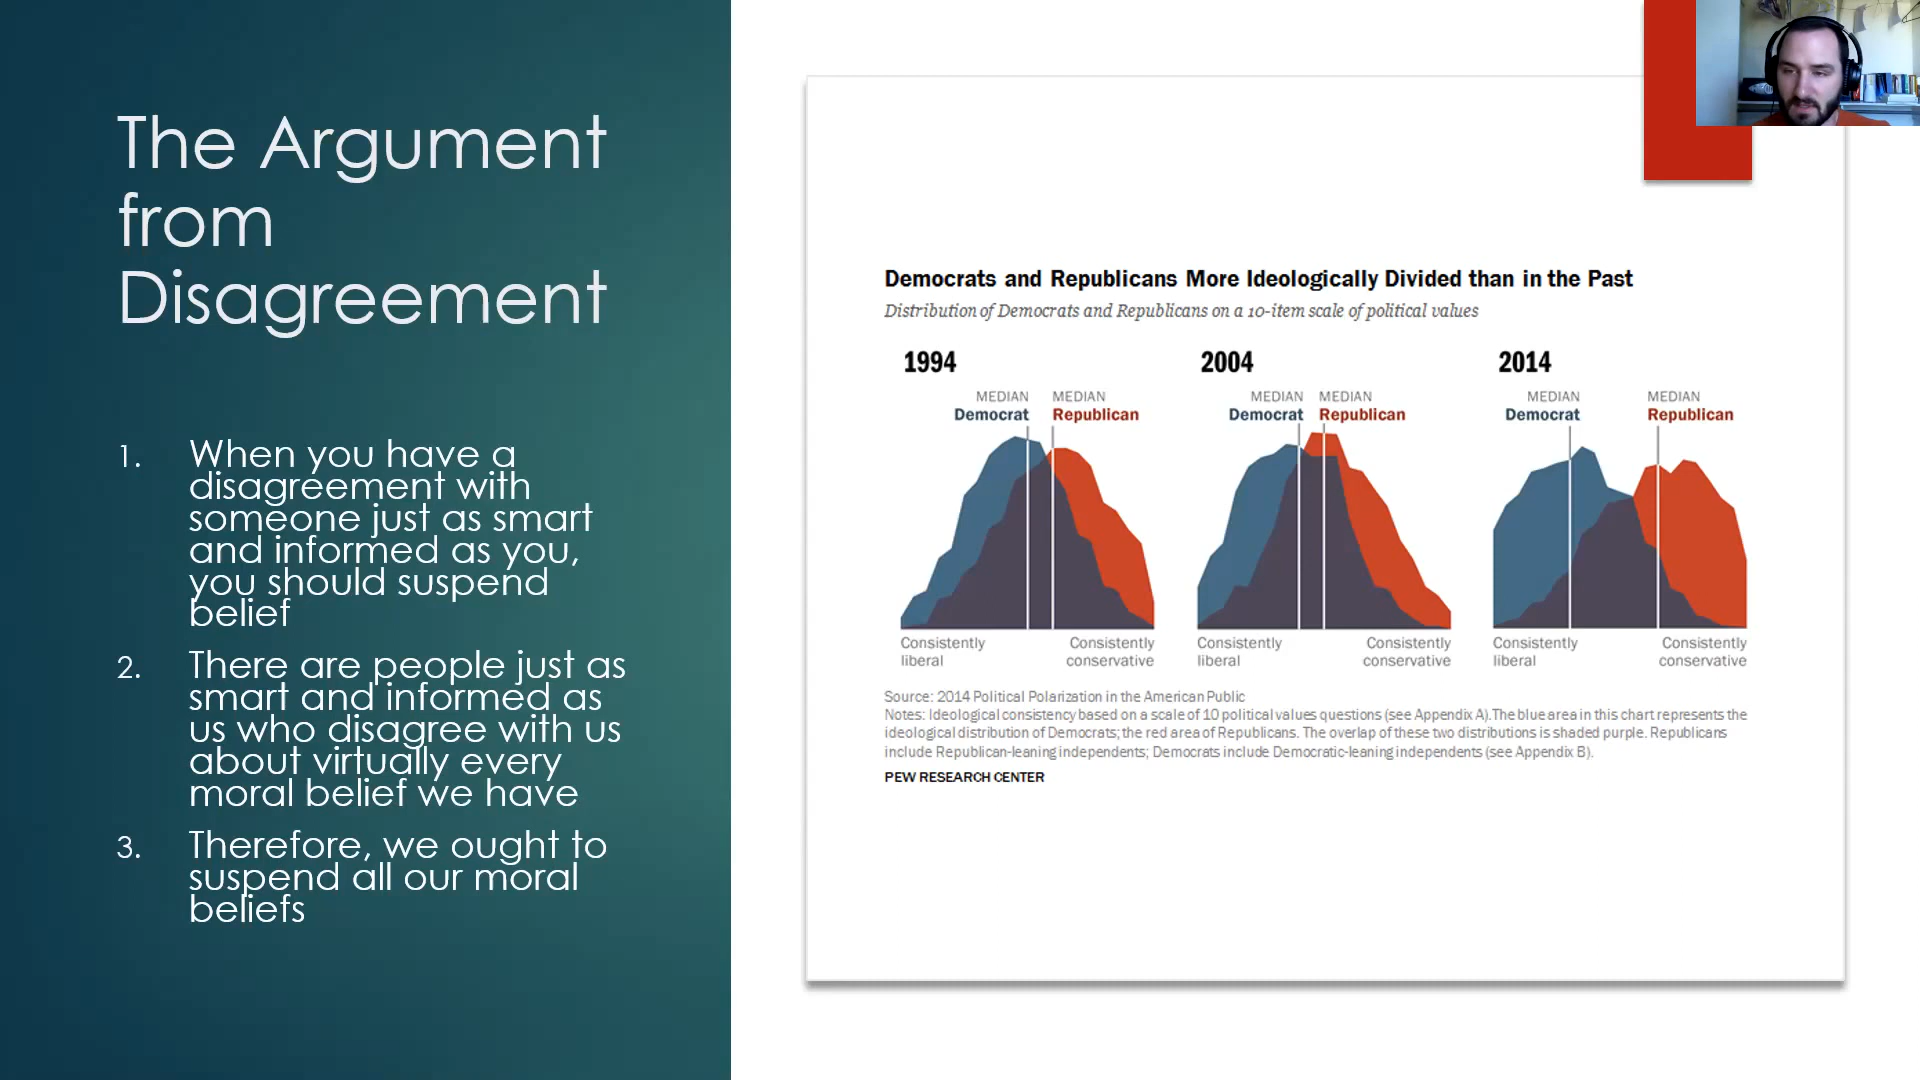 The Argument
from
Disagreement
1. When you have a
disagreement with
someone just as smart
and informed as you,
you should suspend
belief
2. There are people just as
smart and informed as
us who disagree with us
about virtually every
moral belief we have
3. Therefore, we ought to
suspend all our moral
beliefs
Democrats and Republicans More Ideologically Divided than in the Past
Distribution of Democrats and Republicans on a 10-item scale of political values
1994
MEDIAN MEDIAN
Democrat Republican
Consistently Consistently
liberal conservative
2004
MEDIAN MEDIAN
Democrat Republican
Consistently Consistently
liberal conservative
2014
MEDIAN MEDIAN
Democrat Republican
Consistently Consistently
liberal conservative
Source: 2014 Political Polarization in the American Public
Notes: Ideological consistency based on a scale of 10 political values questions (see Appendix A).The blue area in this chart represents the
ideological distribution of Democrats; the red area of Republicans. The overlap of these two distributions is shaded purple. Republicans
include Republican-leaning independents; Democrats include Democratic-leaning independents (see Appendix B).
PEW RESEARCH CENTER